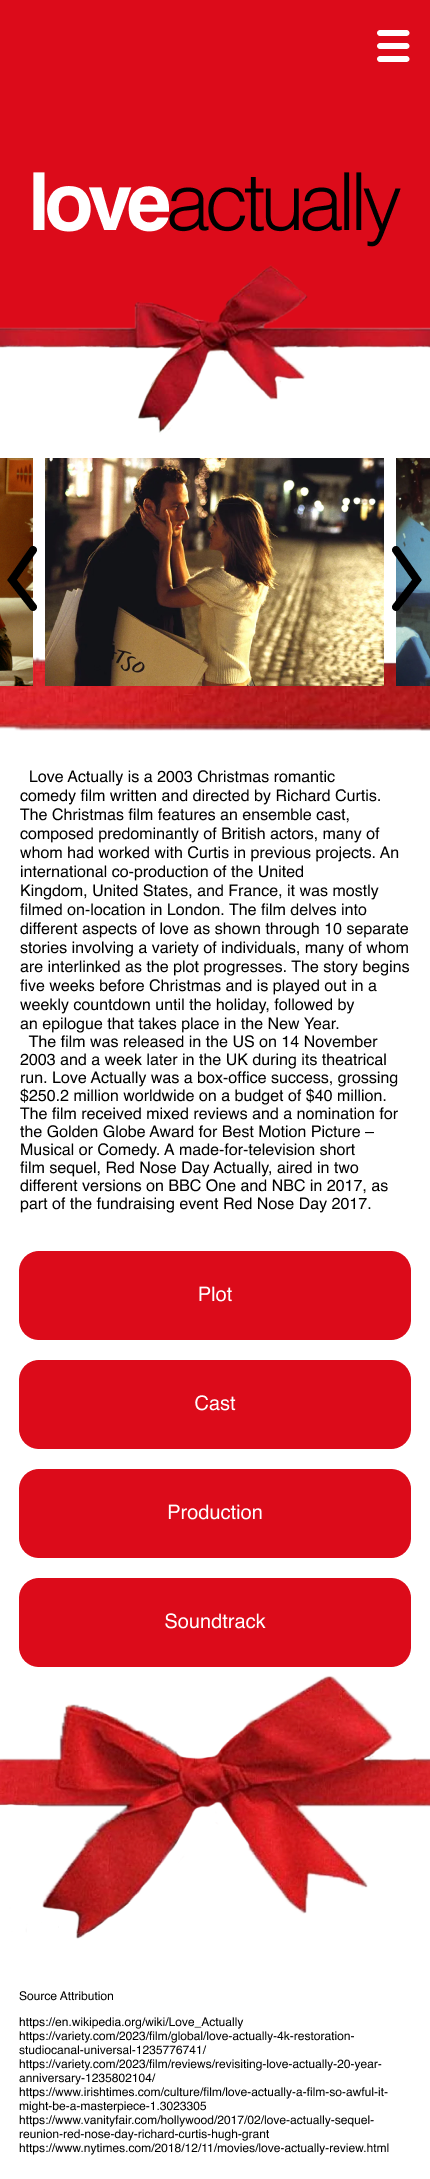 loveactually
TSO
Love Actually is a 2003 Christmas romantic
comedy film written and directed by Richard Curtis.
The Christmas film features an ensemble cast,
composed predominantly of British actors, many of
whom had worked with Curtis in previous projects. An
international co-production of the United
Kingdom, United States, and France, it was mostly
filmed on-location in London. The film delves into
different aspects of love as shown through 10 separate
stories involving a variety of individuals, many of whom
are interlinked as the plot progresses. The story begins
five weeks before Christmas and is played out in a
weekly countdown until the holiday, followed by
an epilogue that takes place in the New Year.
The film was released in the US on 14 November
2003 and a week later in the UK during its theatrical
run. Love Actually was a box-office success, grossing
$250.2 million worldwide on a budget of $40 million.
The film received mixed reviews and a nomination for
the Golden Globe Award for Best Motion Picture –
Musical or Comedy. A made-for-television short
film sequel, Red Nose Day Actually, aired in two
different versions on BBC One and NBC in 2017, as
part of the fundraising event Red Nose Day 2017.
Plot
Cast
Production
Soundtrack
Source Attribution
https://en.wikipedia.org/wiki/Love_Actually
https://variety.com/2023/film/global/love-actually-4k-restoration-
studiocanal-universal-1235776741/
https://variety.com/2023/film/reviews/revisiting-love-actually-20-year-
anniversary-1235802104/
https://www.irishtimes.com/culture/film/love-actually-a-film-so-awful-it-
might-be-a-masterpiece-1.3023305
https://www.vanityfair.com/hollywood/2017/02/love-actually-sequel-
reunion-red-nose-day-richard-curtis-hugh-grant
https://www.nytimes.com/2018/12/11/movies/love-actually-review.html